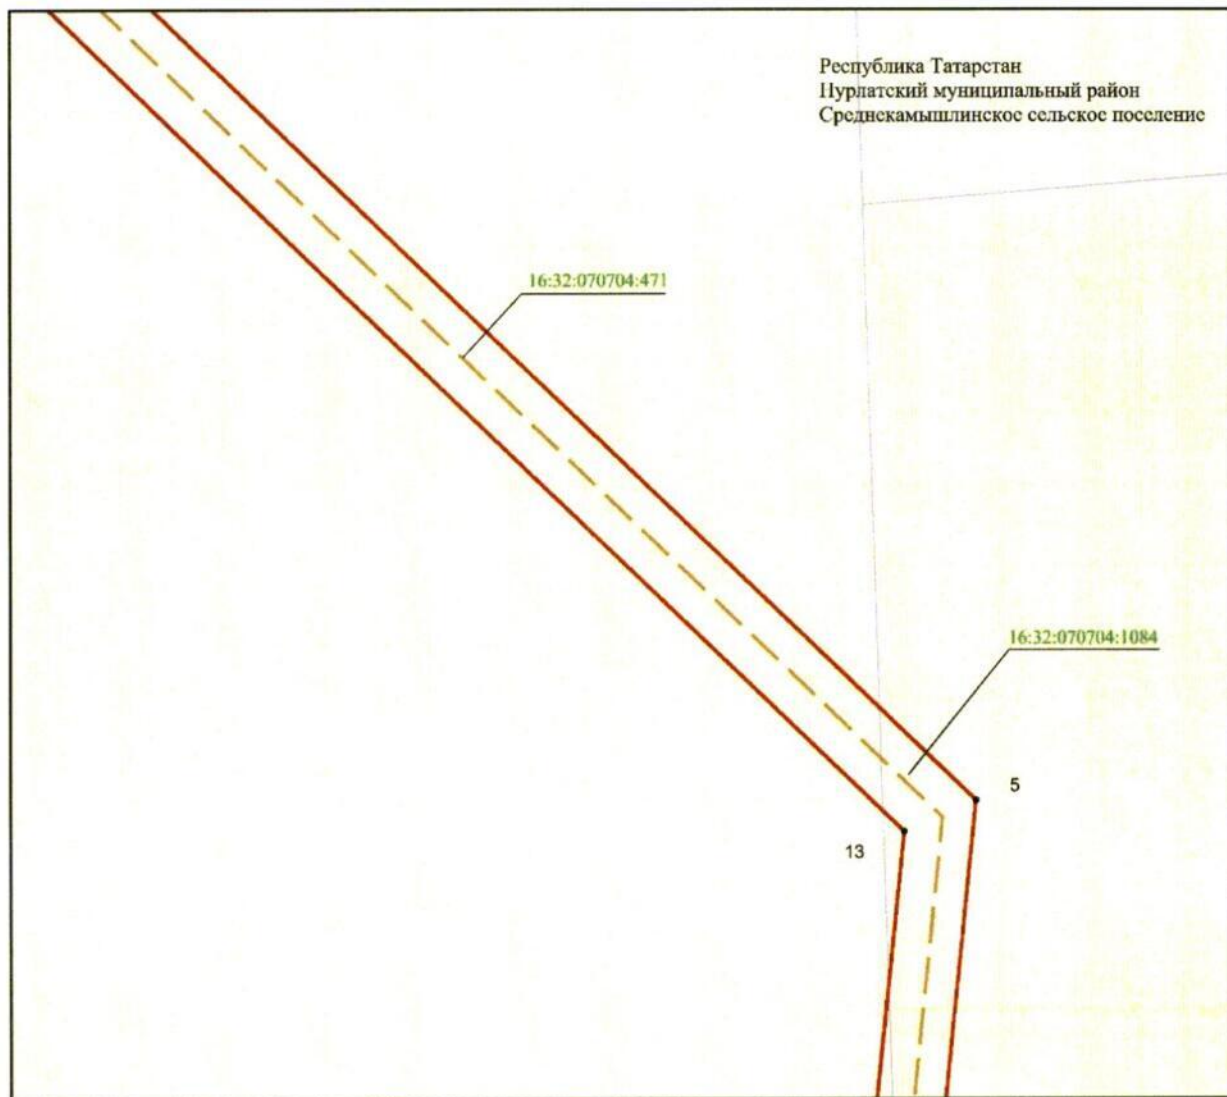 Республика Татарстан
Нурлатский муниципальный район
Среднекамышлинское сельское поселение
16:32:070704:471
16:32:070704:1084
5
13